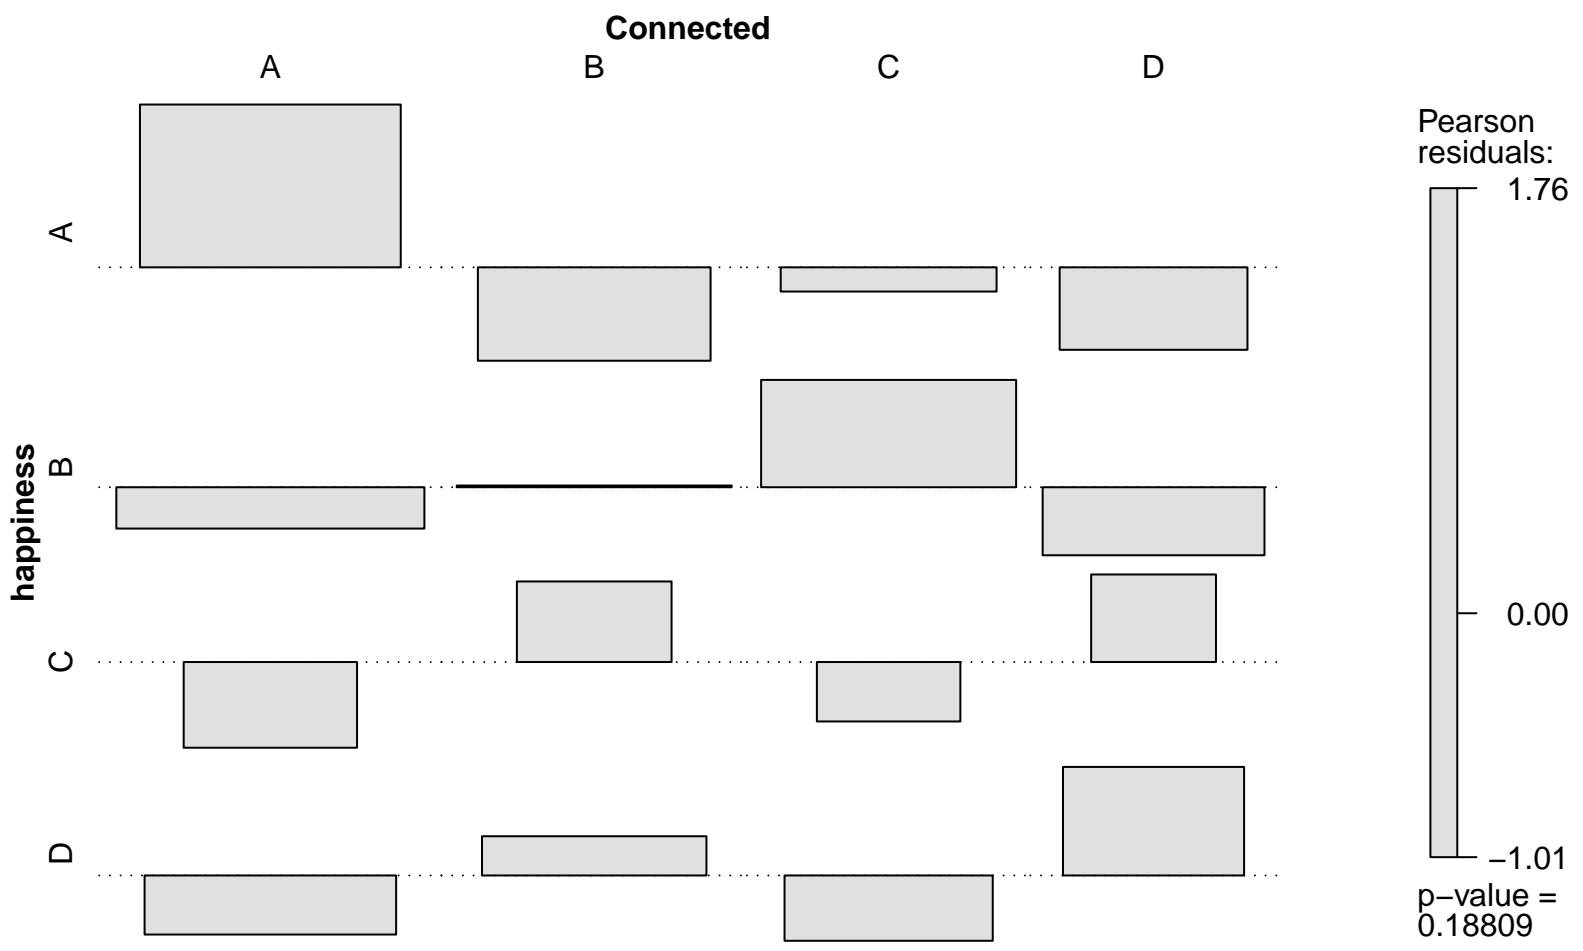 Connected
A B C D
happiness
A
B
C
D
Pearson
residuals:
1.76
0.00
−1.01
p−value =
0.18809